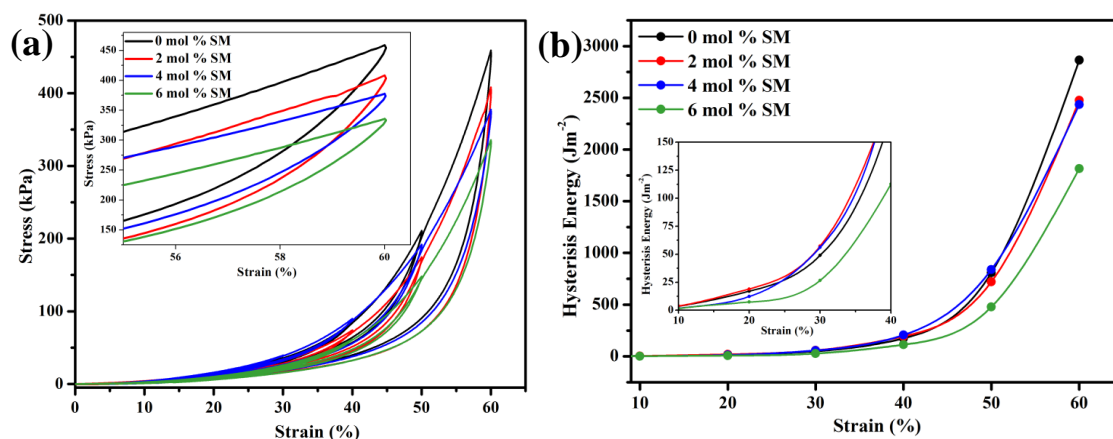 (a)
Stress (kPa)
500
400
300
200
100
0
0 10 20 30 40 50 60
Strain (%)
0 mol % SM
2 mol % SM
4 mol % SM
6 mol % SM
Stress (kPa)
450
400
350
300
250
200
150
56 58 60
Strain (%)
(b)
Hysterisis Energy (Jm-2)
3000
2500
2000
1500
1000
500
0
10 20 30 40 50 60
Strain (%)
0 mol % SM
2 mol % SM
4 mol % SM
6 mol % SM
Hysterisis Energy (Jm-2)
150
125
100
75
50
25
0
10 20 30 40
Strain (%)